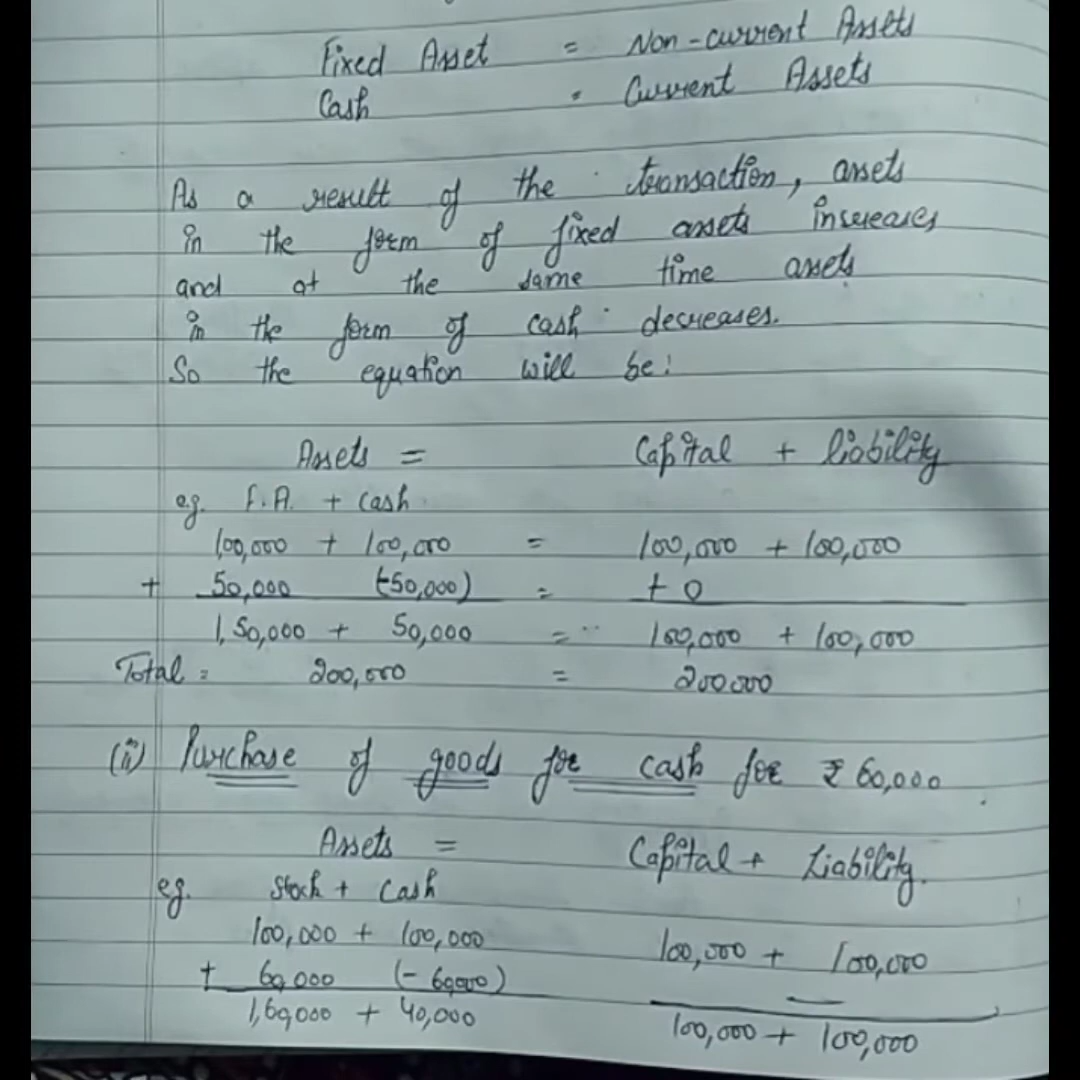 Fixed Asset = Non-current Assets
Cash = Current Assets
As a result of the transaction, assets
in the form of fixed assets increases
and at the same time assets
in the form of cash decreases.
So the equation will be:
Assets = Capital + liability
eg. F.A. + cash
1,00,000 + 100,000 = 100,000 + 100,000
+ 50,000 (-50,000) = + 0
1,50,000 + 50,000 = 100,000 + 100,000
Total = 200,000 = 200000
(ii) Purchase of goods for cash for ₹ 60,000
Assets = Capital + Liability.
eg. Stock + Cash
100,000 + 100,000 100,000 + 100,000
+ 60,000 (- 60,000) —
1,60,000 + 40,000 100,000 + 100,000